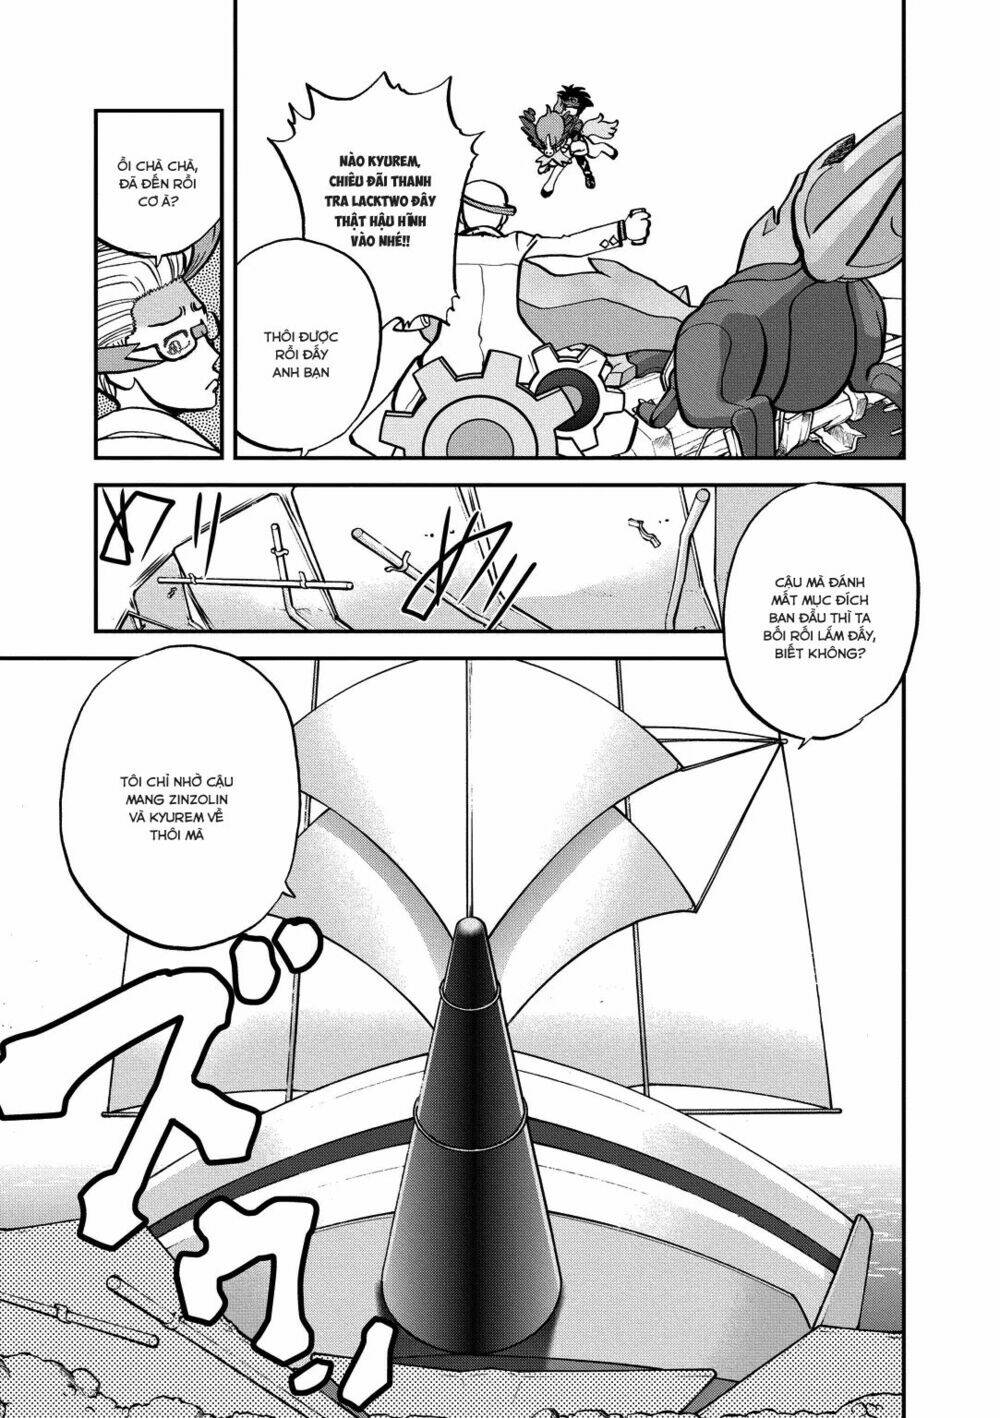 NÀO KYUREM,
CHIÊU ĐÃI THANH
TRA LACKTWO ĐÂY
THẬT HẬU HĨNH
VÀO NHÉ!!
THÔI ĐƯỢC
RỒI ĐẤY
ANH BẠN
ỒI CHÀ CHÀ,
ĐÃ ĐẾN RỒI
CƠ À?
CẬU MÀ ĐÁNH
MẤT MỤC ĐÍCH
BAN ĐẦU THÌ TA
BỐI RỐI LẮM ĐẤY,
BIẾT KHÔNG?
TÔI CHỈ NHỜ CẬU
MANG ZINZOLIN
VÀ KYUREM VỀ
THÔI MÀ